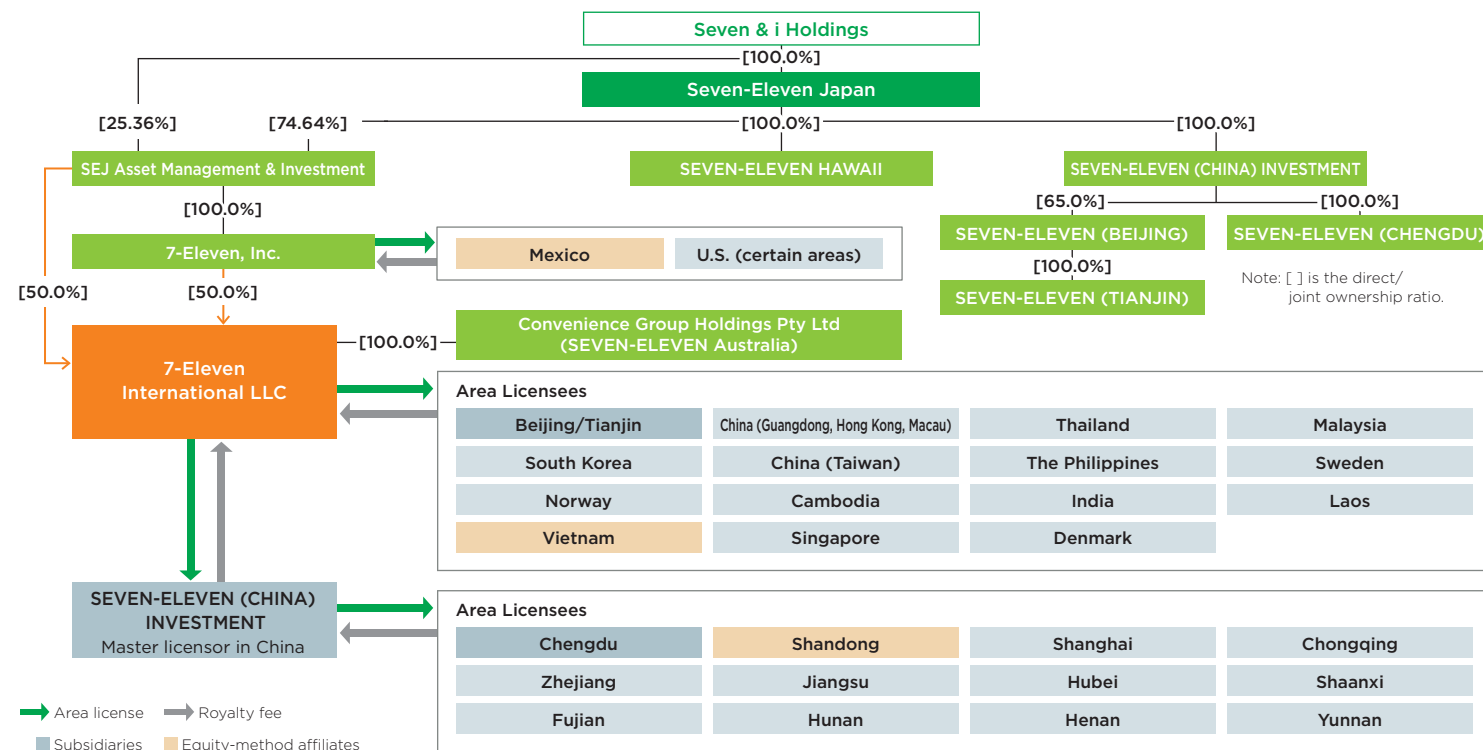 Seven & i Holdings
[100.0%]
Seven-Eleven Japan
[25.36%]
[74.64%]
[100.0%]
[100.0%]
SEJ Asset Management & Investment
SEVEN-ELEVEN HAWAII
SEVEN-ELEVEN (CHINA) INVESTMENT
[100.0%]
[65.0%]
[100.0%]
7-Eleven, Inc.
Mexico
U.S. (certain areas)
SEVEN-ELEVEN (BEIJING)
SEVEN-ELEVEN (CHENGDU)
[100.0%]
SEVEN-ELEVEN (TIANJIN)
Note: [ ] is the direct/
joint ownership ratio.
[50.0%]
[50.0%]
Convenience Group Holdings Pty Ltd
(SEVEN-ELEVEN Australia)
[100.0%]
7-Eleven
International LLC
Area Licensees
Beijing/Tianjin
China (Guangdong, Hong Kong, Macau)
Thailand
Malaysia
South Korea
China (Taiwan)
The Philippines
Sweden
Norway
Cambodia
India
Laos
Vietnam
Singapore
Denmark
SEVEN-ELEVEN (CHINA)
INVESTMENT
Master licensor in China
Area Licensees
Chengdu
Shandong
Shanghai
Chongqing
Zhejiang
Jiangsu
Hubei
Shaanxi
Fujian
Hunan
Henan
Yunnan
Area license
Royalty fee
Subsidiaries
Equity-method affiliates